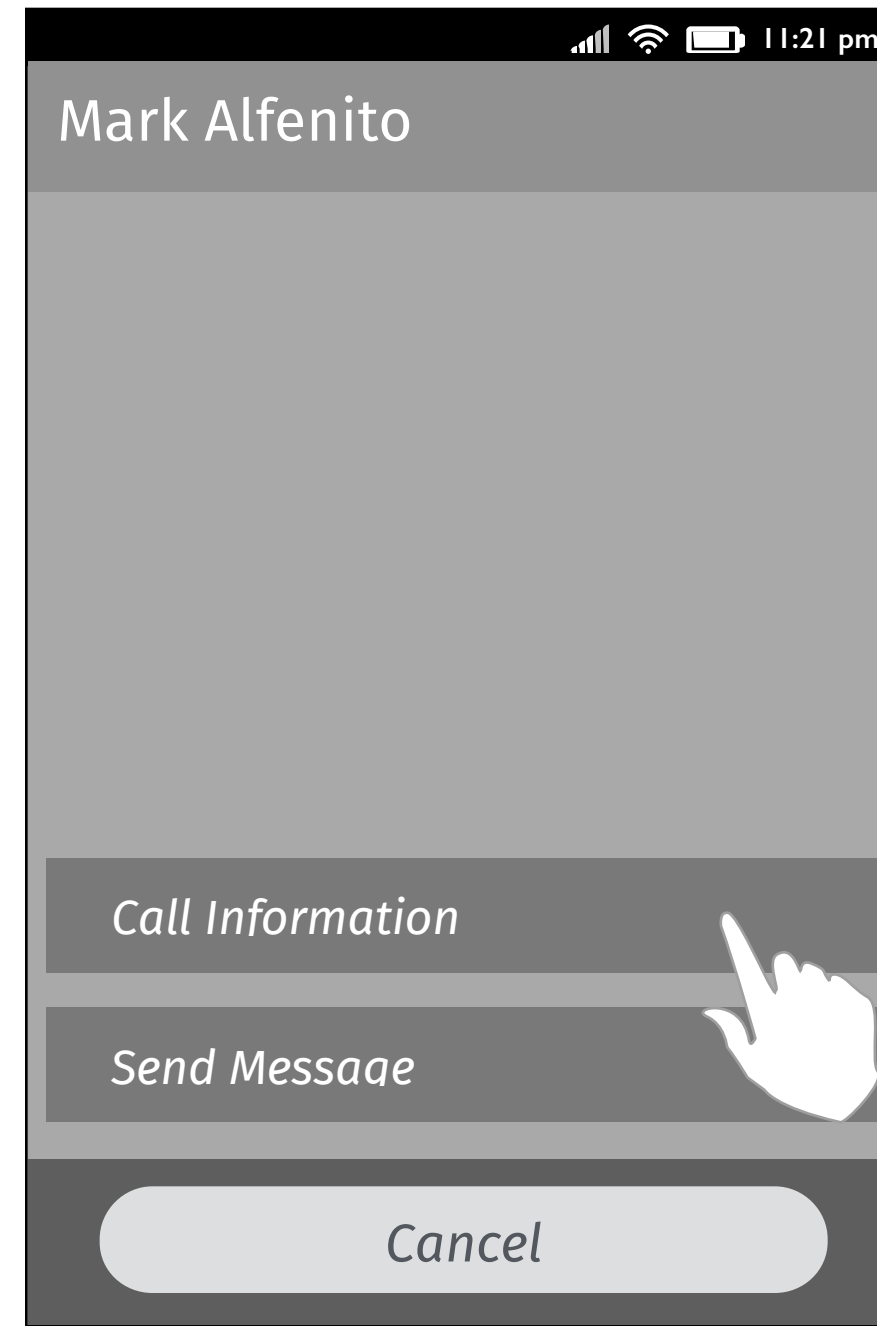 11:21 pm
Mark Alfenito
Call Information
Send Message
Cancel